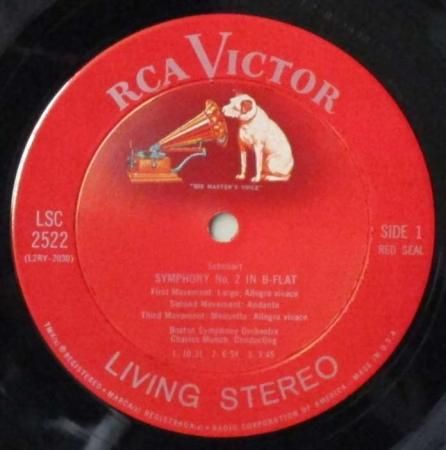 RCA VICTOR
"HIS MASTER'S VOICE"
LSC
2522
(L2RY-2030)
SIDE 1
RED SEAL
Schubert
SYMPHONY No. 2 IN B-FLAT
First Movement: Largo; Allegro vivace
Second Movement: Andante
Third Movement: Menuetto: Allegro vivace
Boston Symphony Orchestra
Charles Munch, Conducting
1. 10:31 2. 6:54 3. 3:45
LIVING STEREO
TMK(s) ® REGISTERED • MARCA(s) REGISTRADA(s) • RADIO CORPORATION OF AMERICA. MADE IN U.S.A.